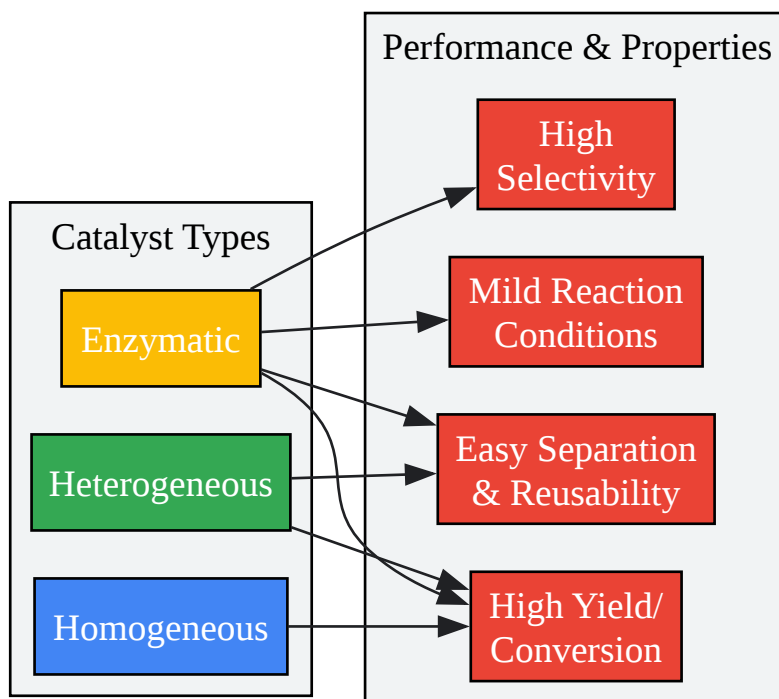 Catalyst Types
Enzymatic
Heterogeneous
Homogeneous
Performance & Properties
High
Selectivity
Mild Reaction
Conditions
Easy Separation
& Reusability
High Yield/
Conversion